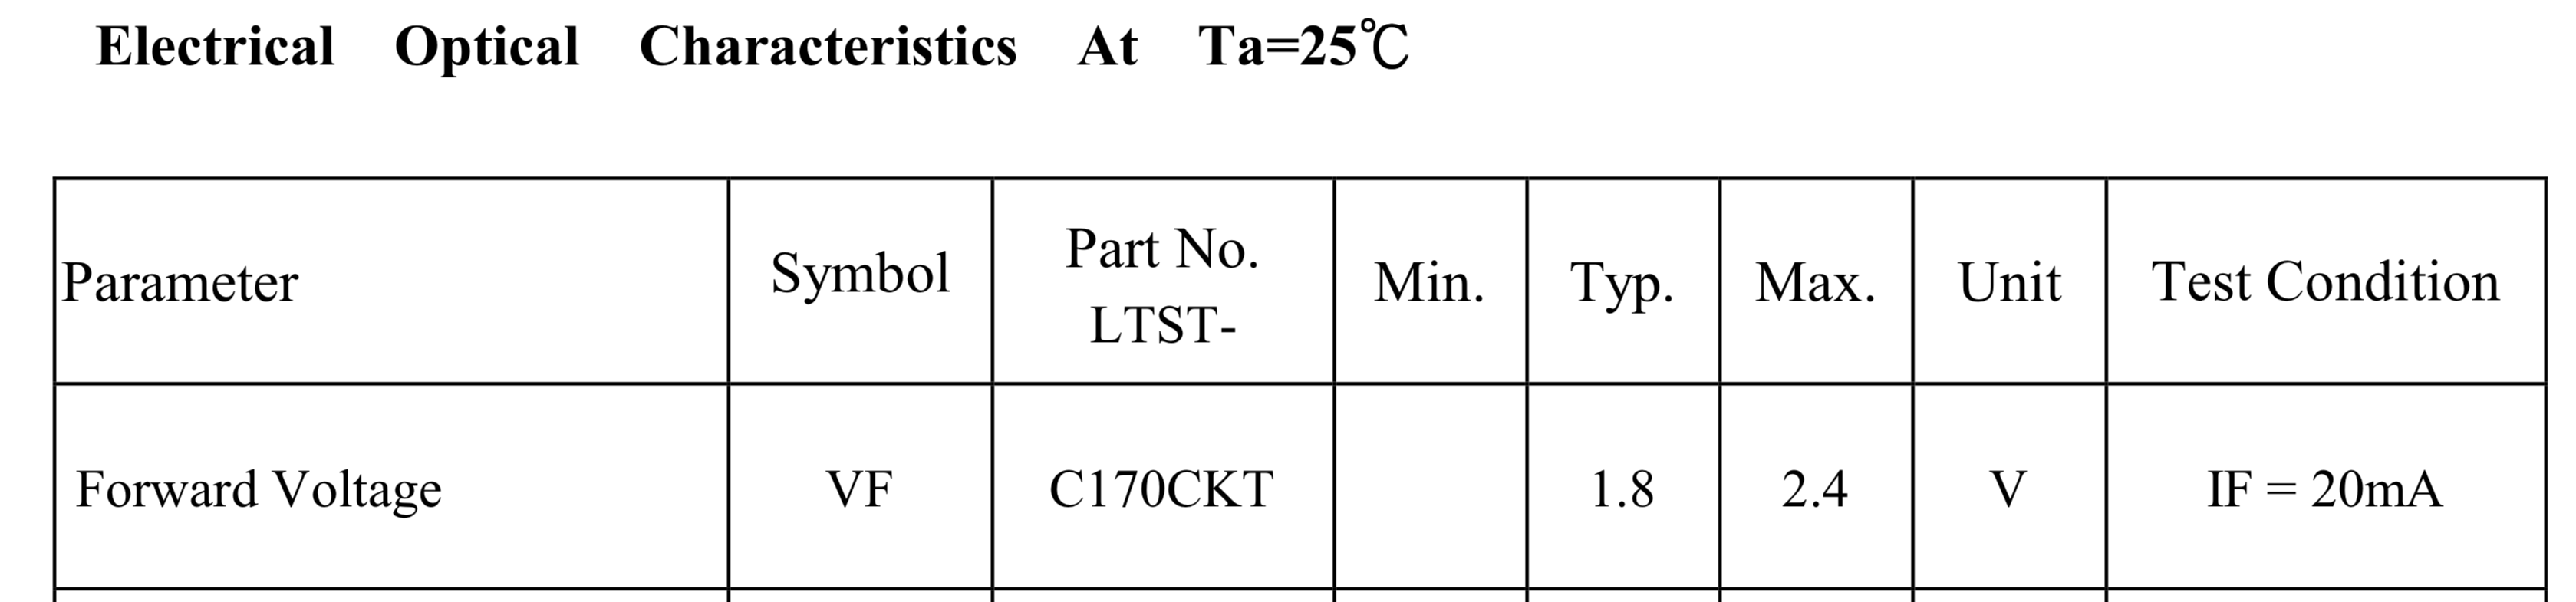 Electrical Optical Characteristics At Ta=25℃
Parameter Symbol Part No. LTST- Min. Typ. Max. Unit Test Condition
Forward Voltage VF C170CKT 1.8 2.4 V IF = 20mA